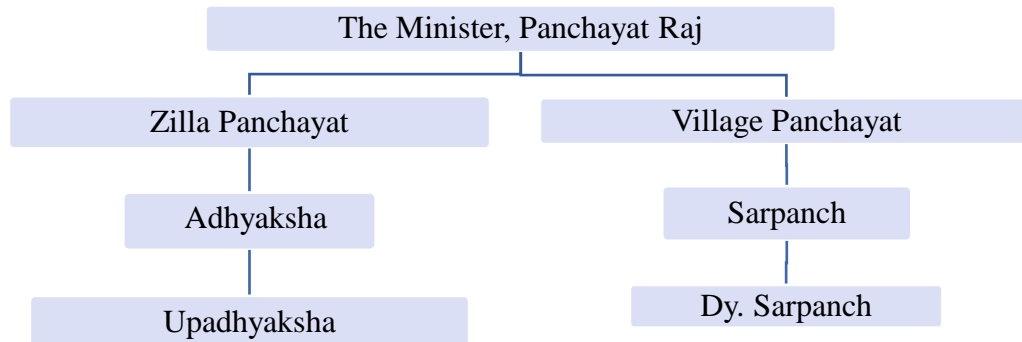 The Minister, Panchayat Raj
Zilla Panchayat
Village Panchayat
Adhyaksha
Sarpanch
Upadhyaksha
Dy. Sarpanch